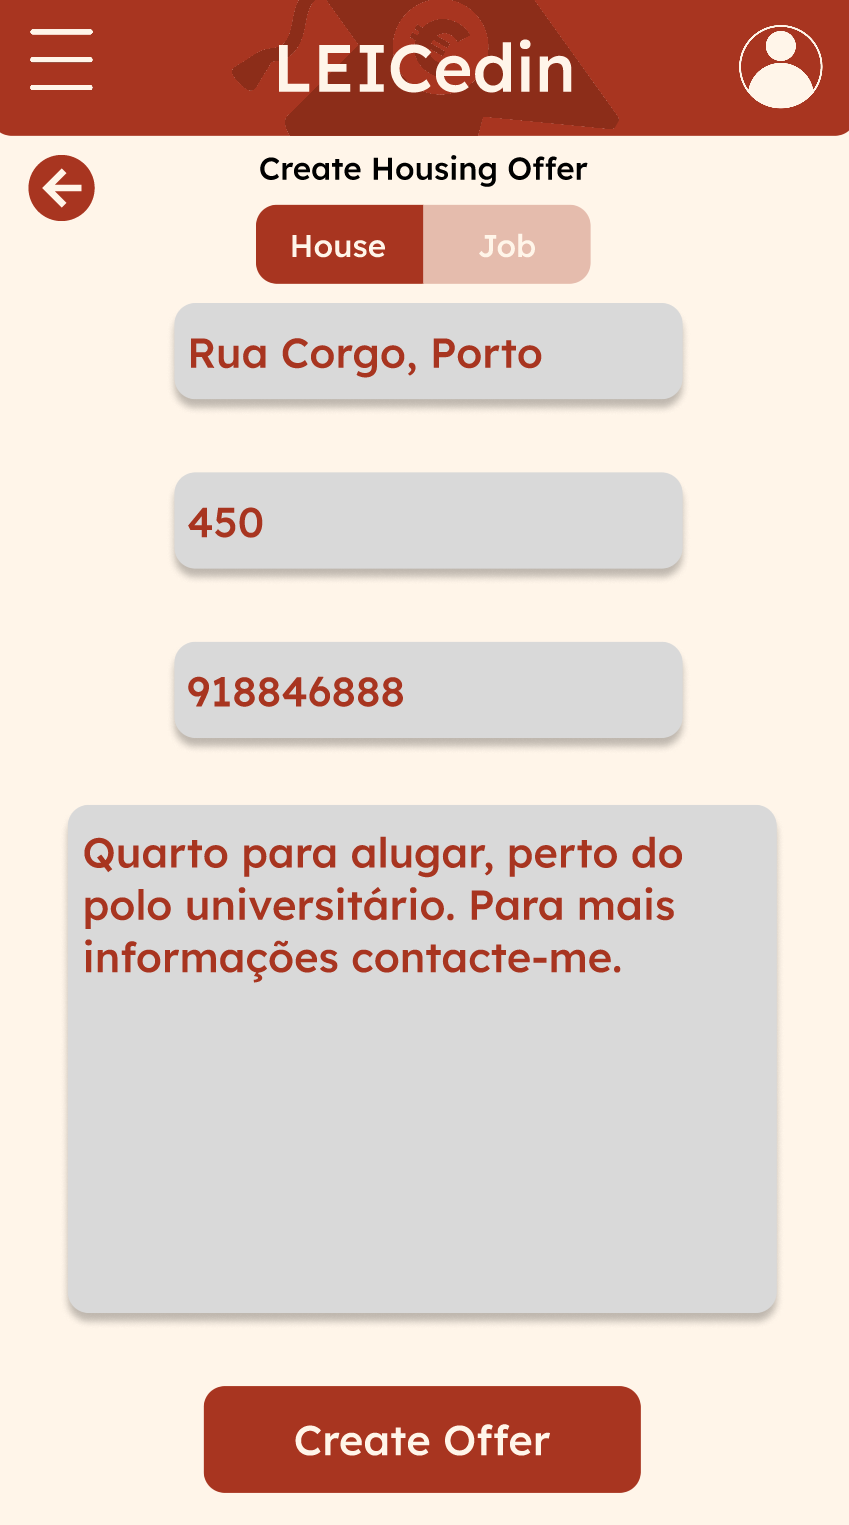 LEICedin
Create Housing Offer
House
Job
Rua Corgo, Porto
450
918846888
Quarto para alugar, perto do
polo universitário. Para mais
informações contacte-me.
Create Offer